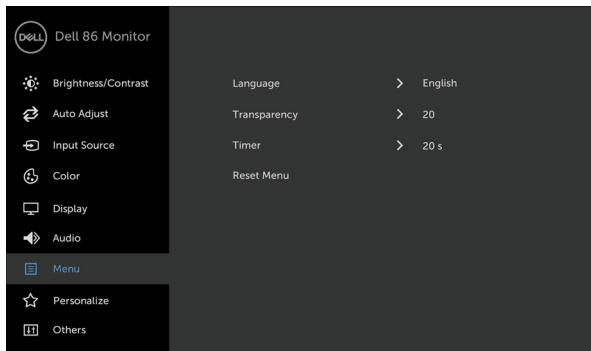 DELL Dell 86 Monitor
Brightness/Contrast
Auto Adjust
Input Source
Color
Display
Audio
Menu
Personalize
Others
Language English
Transparency 20
Timer 20 s
Reset Menu